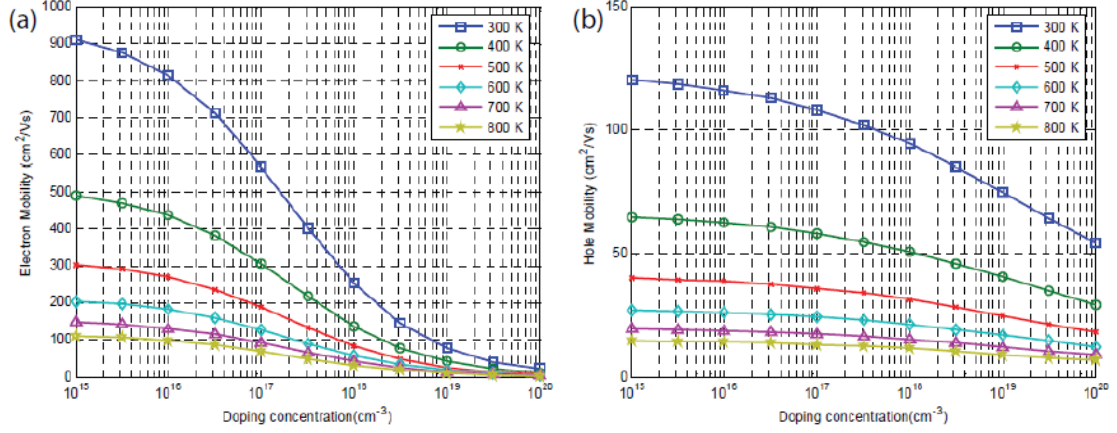 (a)
1000
900
800
700
600
500
400
300
200
100
0
Electron Mobility (cm²/Vs)
300 K
400 K
500 K
600 K
700 K
800 K
10¹⁵ 10¹⁶ 10¹⁷ 10¹⁸ 10¹⁹ 10²⁰
Doping concentration(cm⁻³)
(b)
150
100
50
0
Hole Mobility (cm²/Vs)
300 K
400 K
500 K
600 K
700 K
800 K
10¹⁵ 10¹⁶ 10¹⁷ 10¹⁸ 10¹⁹ 10²⁰
Doping concentration(cm⁻³)